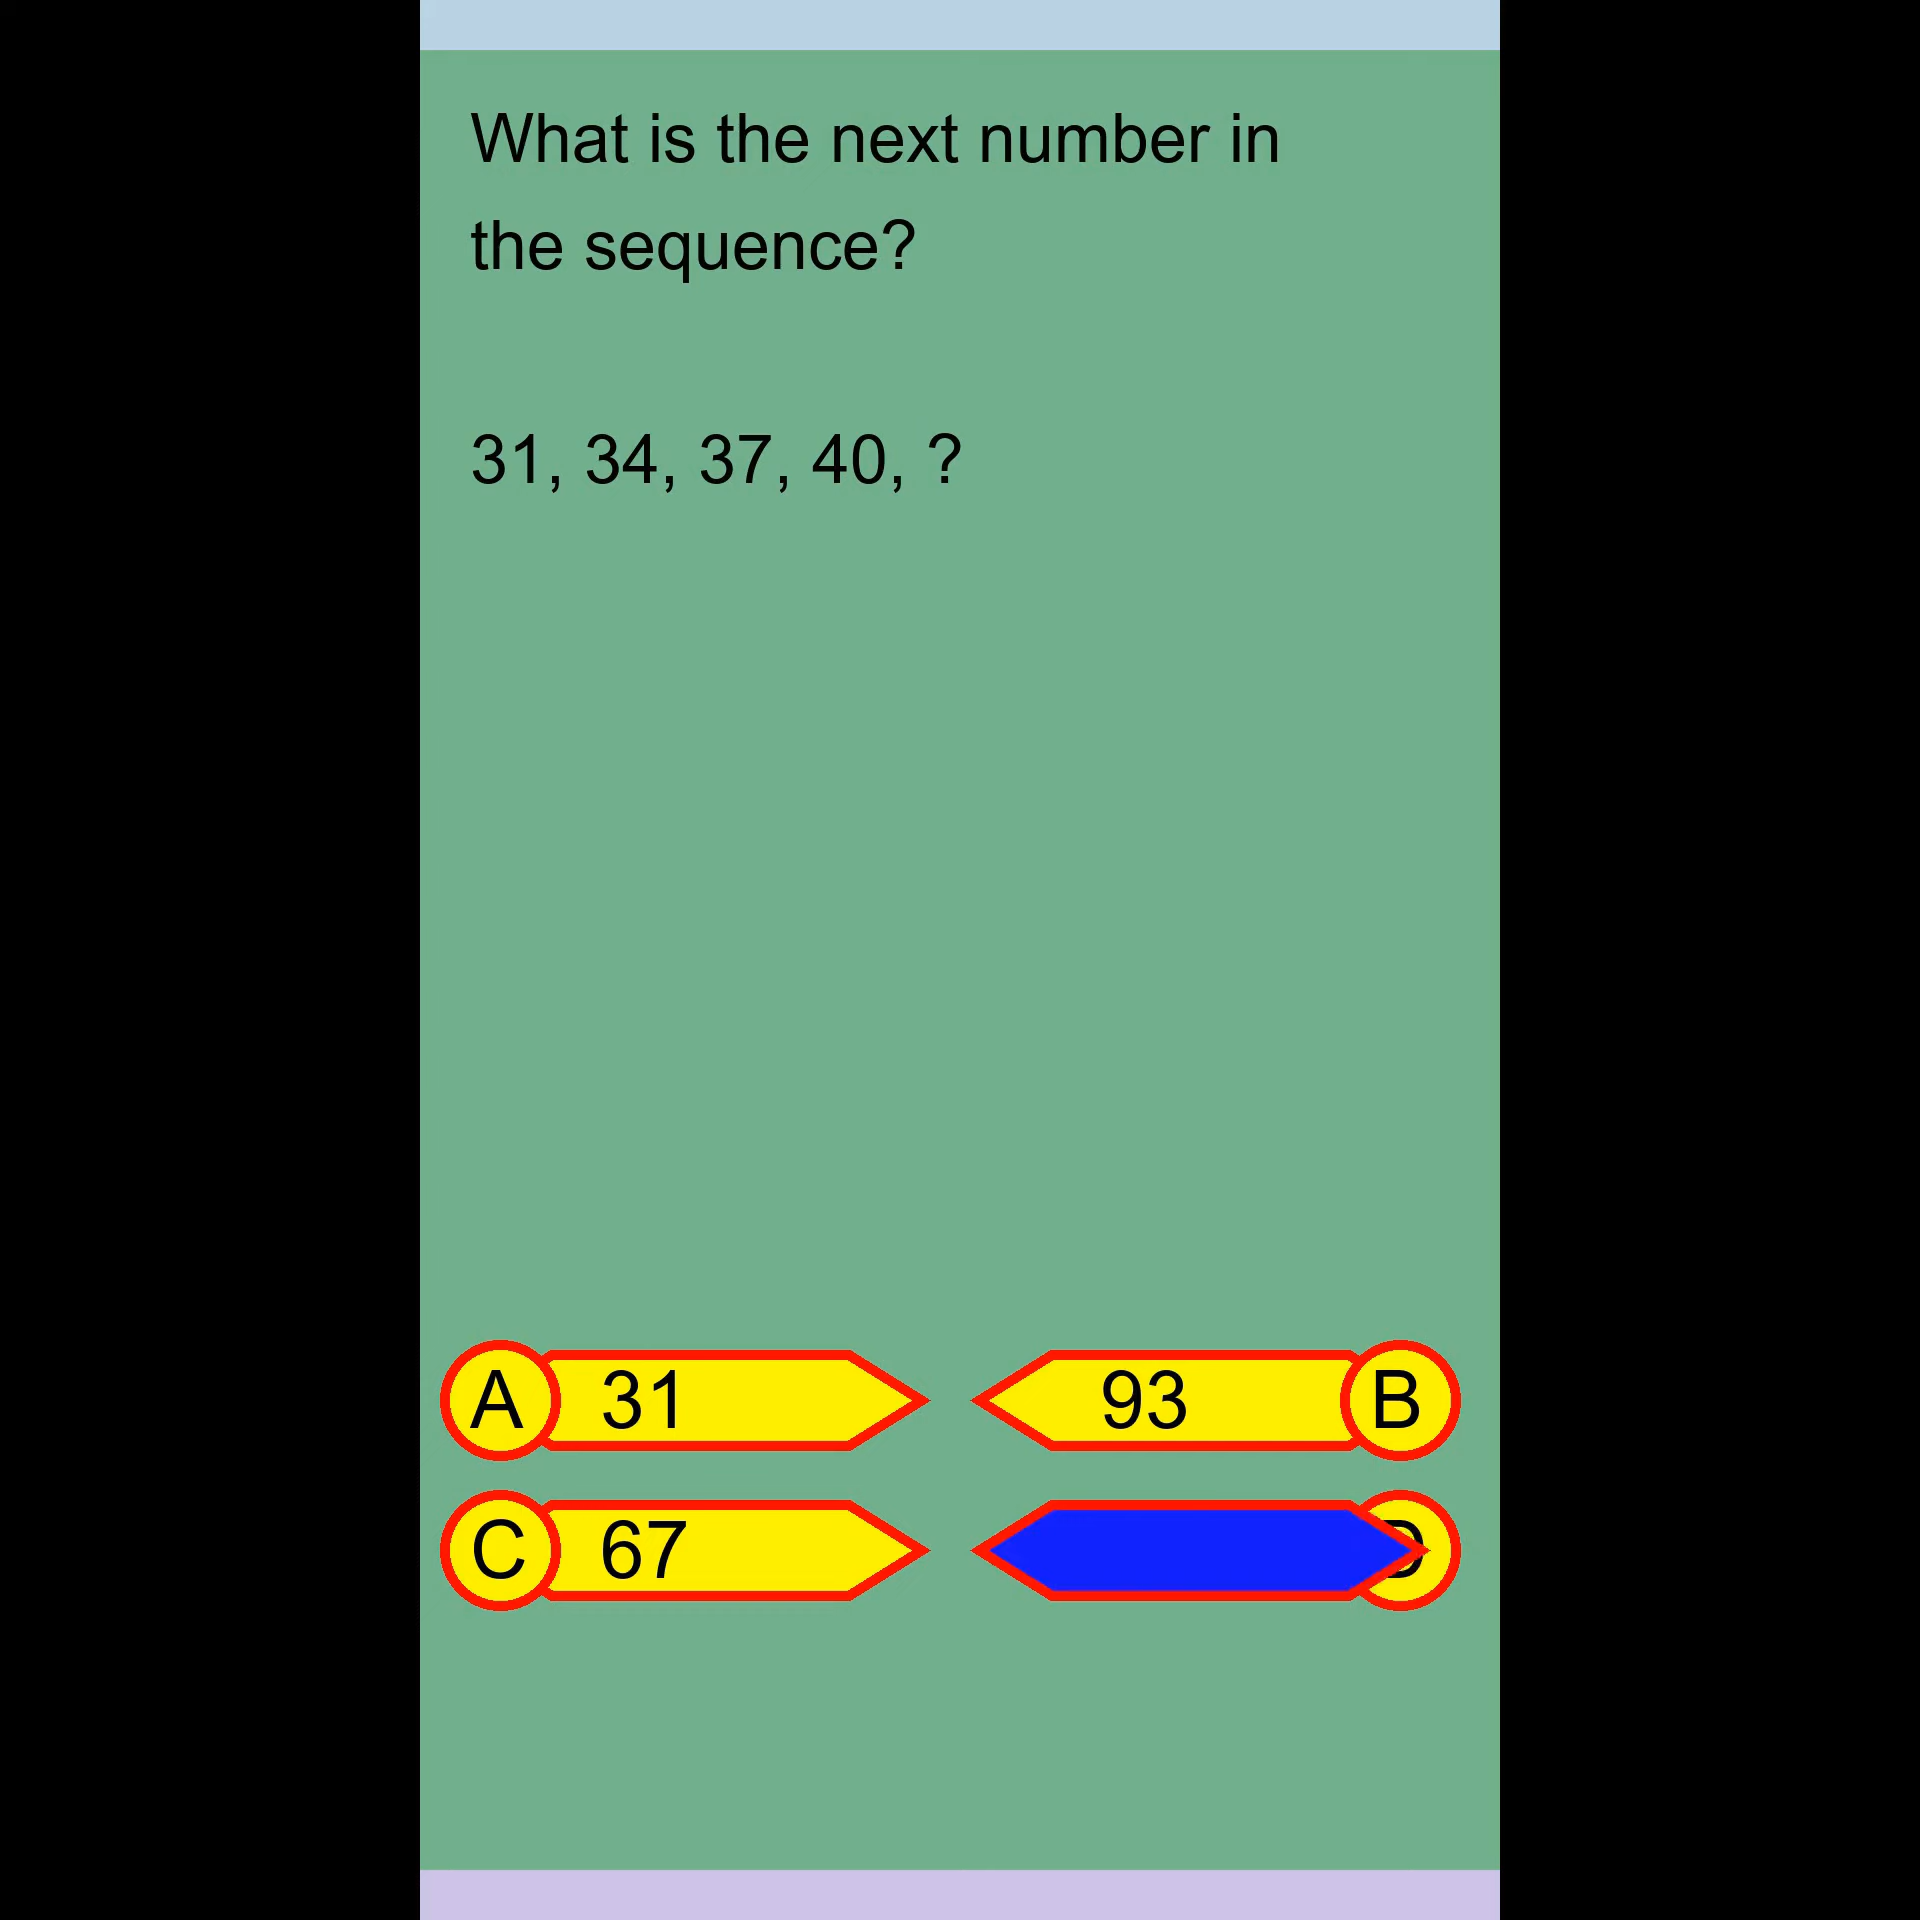 What is the next number in
the sequence?
31, 34, 37, 40, ?
A 31 93 B
C 67 D